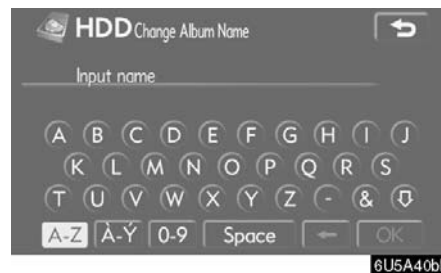 HDD Change Album Name
Input name
A B C D E F G H I J
K L M N O P Q R S
T U V W X Y Z - &
A-Z À-Ý 0-9 Space OK
6U5A40b